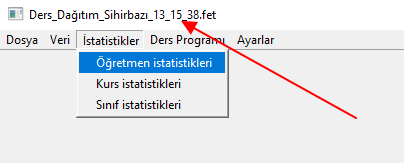 Ders_Dağıtım_Sihirbazı_13_15_38.fet
Dosya Veri İstatistikler Ders Programı Ayarlar
Öğretmen istatistikleri
Kurs istatistikleri
Sınıf istatistikleri